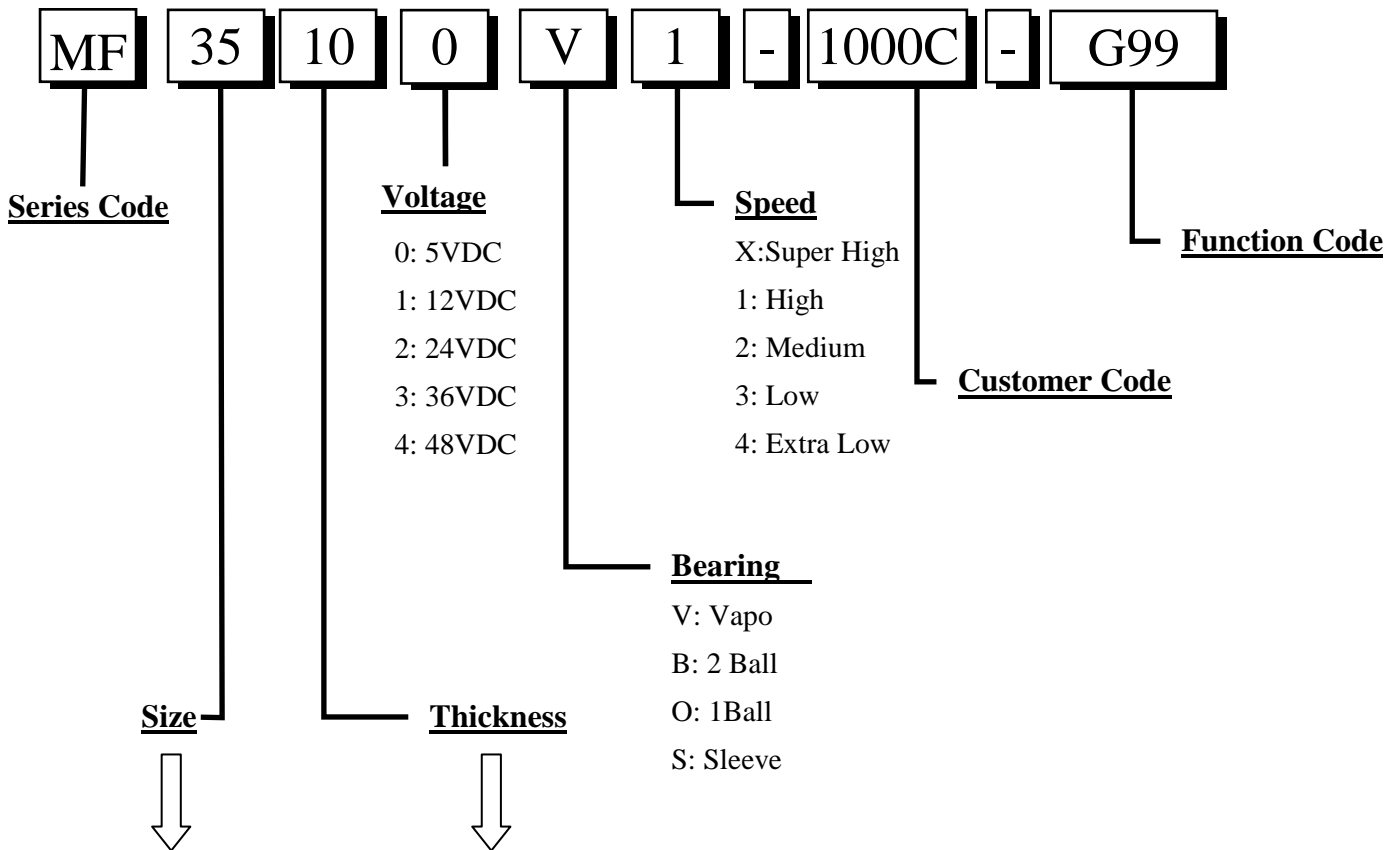 MF 35 10 0 V 1 - 1000C - G99
Series Code
Voltage
0: 5VDC
1: 12VDC
2: 24VDC
3: 36VDC
4: 48VDC
Speed
X:Super High
1: High
2: Medium
3: Low
4: Extra Low
Function Code
Customer Code
Bearing
V: Vapo
B: 2 Ball
O: 1Ball
S: Sleeve
Size
Thickness